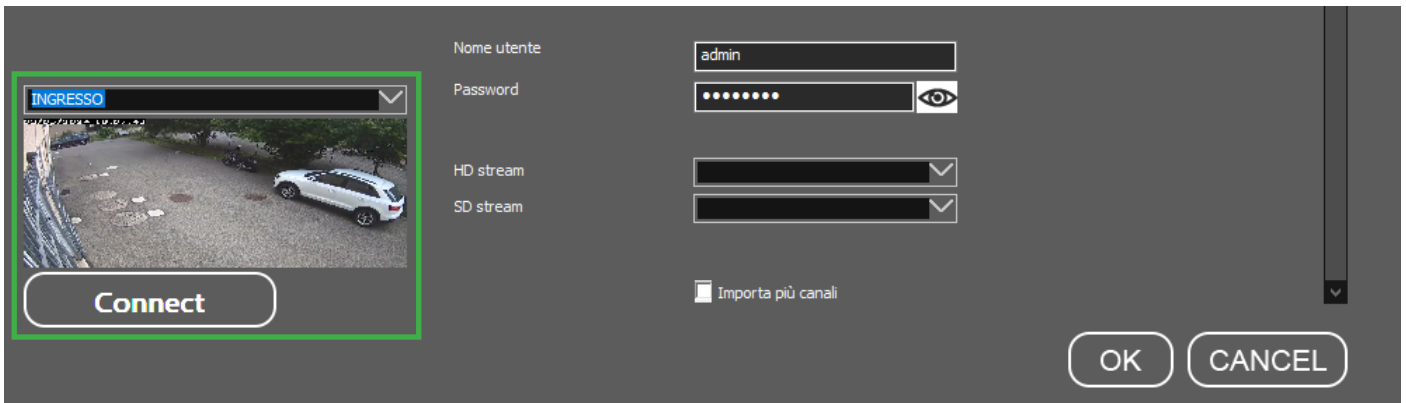 Nome utente
admin
Password
••••••••
INGRESSO
HD stream
SD stream
Connect
Importa più canali
OK
CANCEL